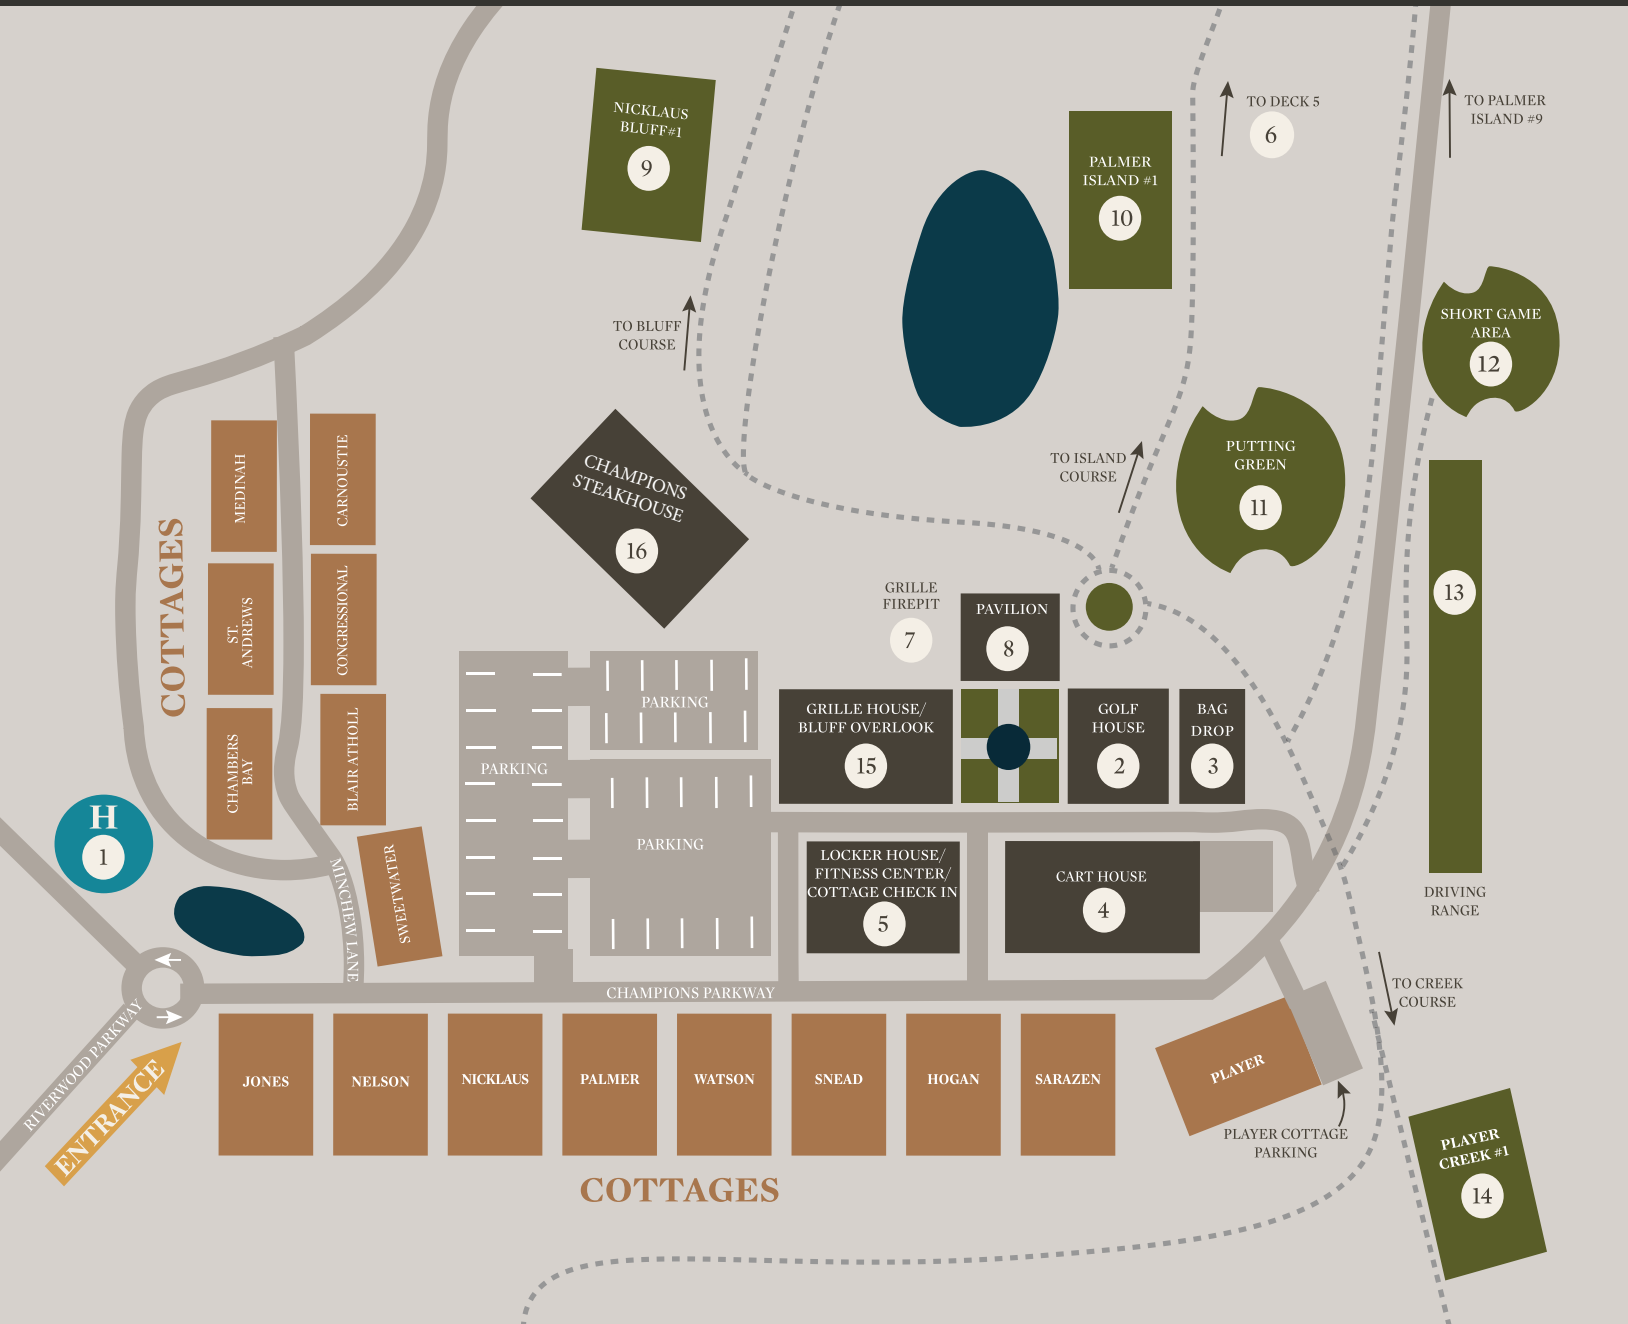 NICKLAUS
BLUFF#1
9
TO DECK 5
6
TO PALMER
ISLAND #9
PALMER
ISLAND #1
10
TO BLUFF
COURSE
SHORT GAME
AREA
12
PUTTING
GREEN
11
TO ISLAND
COURSE
CHAMPIONS
STEAKHOUSE
16
13
DRIVING
RANGE
COTTAGES
MEDINAH
CARNOUSTIE
ST.
ANDREWS
CONGRESSIONAL
CHAMBERS
BAY
BLAIR ATHOLL
SWEETWATER
MINCHEW LANE
H
1
GRILLE
FIREPIT
7
PAVILION
8
PARKING
PARKING
PARKING
GRILLE HOUSE/
BLUFF OVERLOOK
15
GOLF
HOUSE
2
BAG
DROP
3
LOCKER HOUSE/
FITNESS CENTER/
COTTAGE CHECK IN
5
CART HOUSE
4
CHAMPIONS PARKWAY
RIVERWOOD PARKWAY
ENTRANCE
TO CREEK
COURSE
JONES
NELSON
NICKLAUS
PALMER
WATSON
SNEAD
HOGAN
SARAZEN
PLAYER
PLAYER COTTAGE
PARKING
PLAYER
CREEK #1
14
COTTAGES